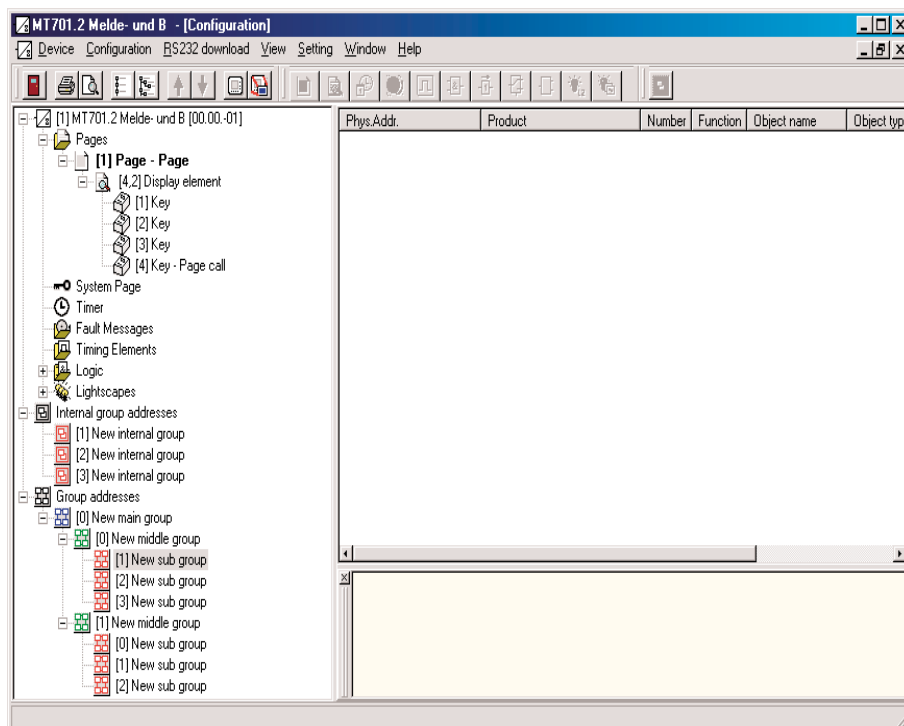 MT701.2 Melde- und B - [Configuration]
Device Configuration RS232 download View Setting Window Help
[1] MT701.2 Melde- und B [00.00.-01]
Pages
[1] Page - Page
[4,2] Display element
[1] Key
[2] Key
[3] Key
[4] Key - Page call
System Page
Timer
Fault Messages
Timing Elements
Logic
Lightscapes
Internal group addresses
[1] New internal group
[2] New internal group
[3] New internal group
Group addresses
[0] New main group
[0] New middle group
[1] New sub group
[2] New sub group
[3] New sub group
[1] New middle group
[0] New sub group
[1] New sub group
[2] New sub group
Phys.Addr. Product Number Function Object name Object typ